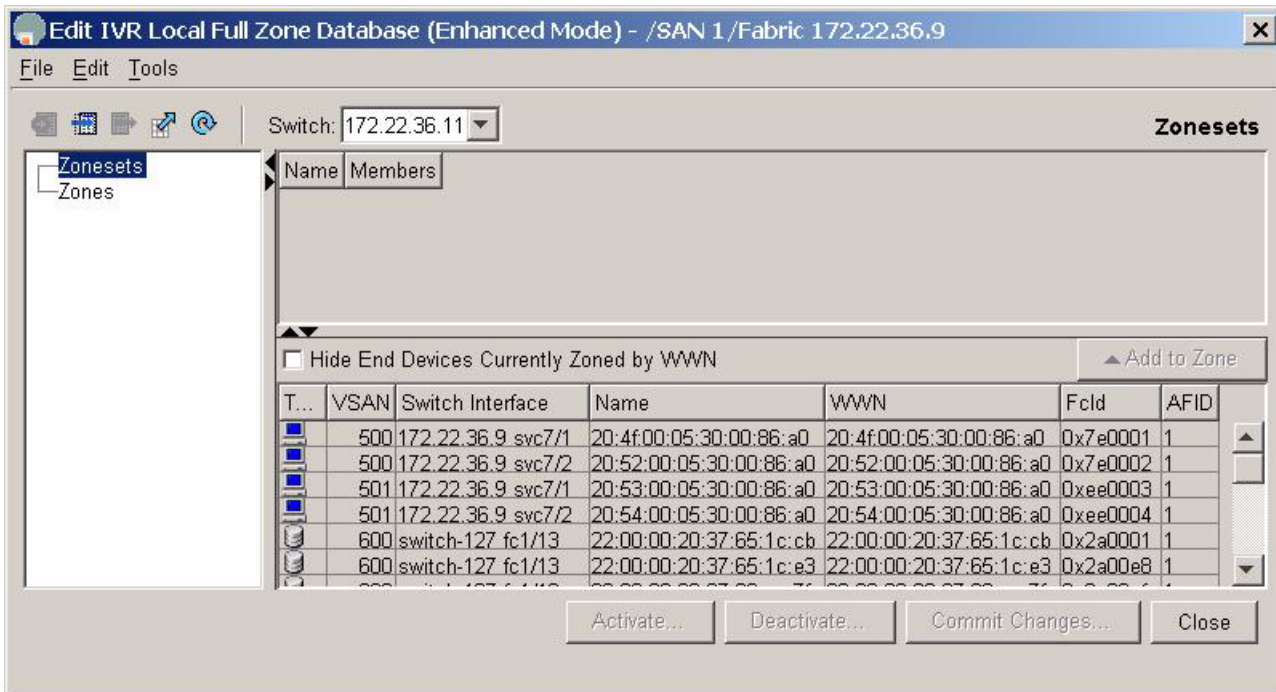 Edit IVR Local Full Zone Database (Enhanced Mode) - /SAN 1/Fabric 172.22.36.9
File Edit Tools
Switch: 172.22.36.11 Zonesets
Zonesets
Zones
Name Members
Hide End Devices Currently Zoned by WWN Add to Zone
T... VSAN Switch Interface Name WWN FcId AFID
500 172.22.36.9 svc7/1 20:4f:00:05:30:00:86:a0 20:4f:00:05:30:00:86:a0 0x7e0001 1
500 172.22.36.9 svc7/2 20:52:00:05:30:00:86:a0 20:52:00:05:30:00:86:a0 0x7e0002 1
501 172.22.36.9 svc7/1 20:53:00:05:30:00:86:a0 20:53:00:05:30:00:86:a0 0xee0003 1
501 172.22.36.9 svc7/2 20:54:00:05:30:00:86:a0 20:54:00:05:30:00:86:a0 0xee0004 1
600 switch-127 fc1/13 22:00:00:20:37:65:1c:cb 22:00:00:20:37:65:1c:cb 0x2a0001 1
600 switch-127 fc1/13 22:00:00:20:37:65:1c:e3 22:00:00:20:37:65:1c:e3 0x2a00e8 1
Activate... Deactivate... Commit Changes... Close